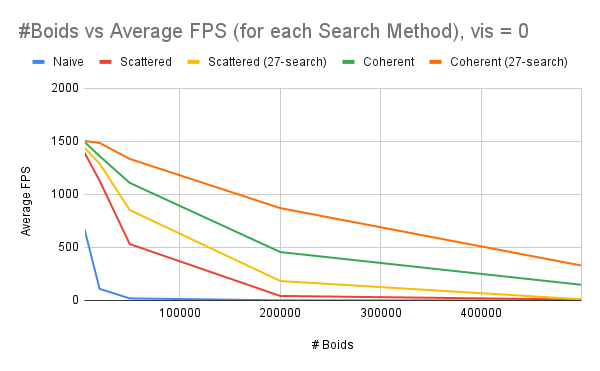 #Boids vs Average FPS (for each Search Method), vis = 0
Naive Scattered Scattered (27-search) Coherent Coherent (27-search)
2000
1500
1000
500
0
Average FPS
100000 200000 300000 400000
# Boids